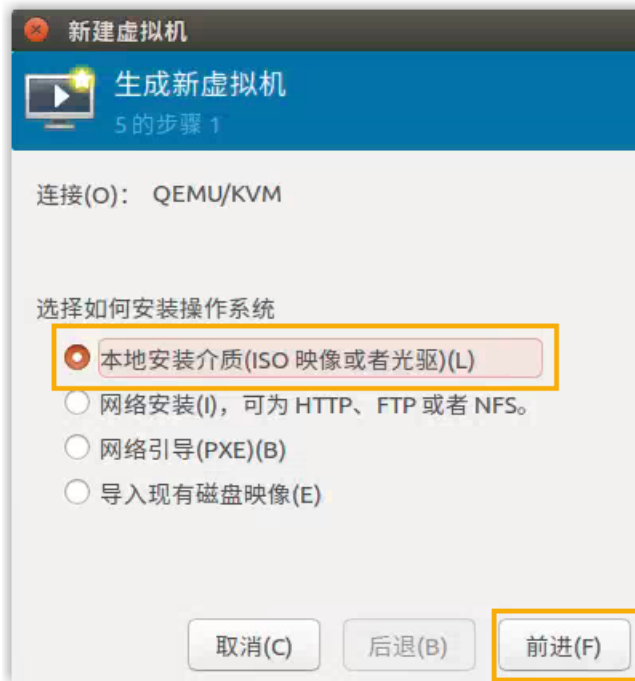 新建虚拟机
生成新虚拟机
5 的步骤 1
连接(O)： QEMU/KVM
选择如何安装操作系统
本地安装介质(ISO 映像或者光驱)(L)
网络安装(I)，可为 HTTP、FTP 或者 NFS。
网络引导(PXE)(B)
导入现有磁盘映像(E)
取消(C) 后退(B) 前进(F)